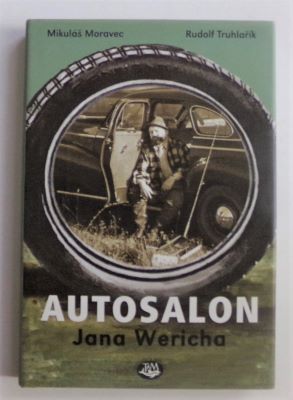 Mikuláš Moravec Rudolf Truhlařík
AUTOSALON
Jana Wericha